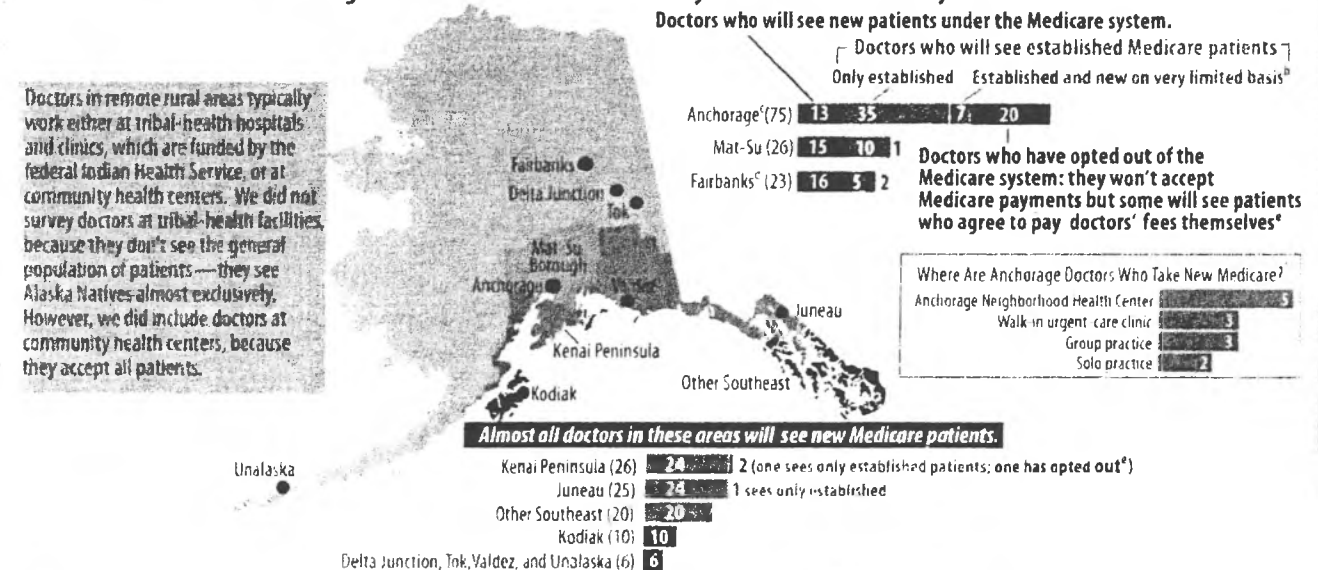 Doctors who will see new patients under the Medicare system.
Doctors who will see established Medicare patients
Only established Established and new on very limited basis b
Anchorage c (75) 13 35 7 20
Mat-Su (26) 15 10 1
Fairbanks c (23) 16 5 2
Doctors who have opted out of the
Medicare system: they won't accept
Medicare payments but some will see patients
who agree to pay doctors' fees themselves e
Doctors in remote rural areas typically
work either at tribal-health hospitals
and clinics, which are funded by the
federal Indian Health Service, or at
community health centers. We did not
survey doctors at tribal-health facilities,
because they don't see the general
population of patients—they see
Alaska Natives almost exclusively.
However, we did include doctors at
community health centers, because
they accept all patients.
Fairbanks
Delta Junction
Tok
Mat-Su
Borough
Anchorage
Valdez
Kenai Peninsula
Kodiak
Juneau
Other Southeast
Unalaska
Where Are Anchorage Doctors Who Take New Medicare?
Anchorage Neighborhood Health Center 5
Walk-in urgent-care clinic 3
Group practice 3
Solo practice 2
Almost all doctors in these areas will see new Medicare patients.
Kenai Peninsula (26) 24 2 (one sees only established patients; one has opted out e)
Juneau (25) 24 1 sees only established
Other Southeast (20) 20
Kodiak (10) 10
Delta Junction, Tok, Valdez, and Unalaska (6) 6